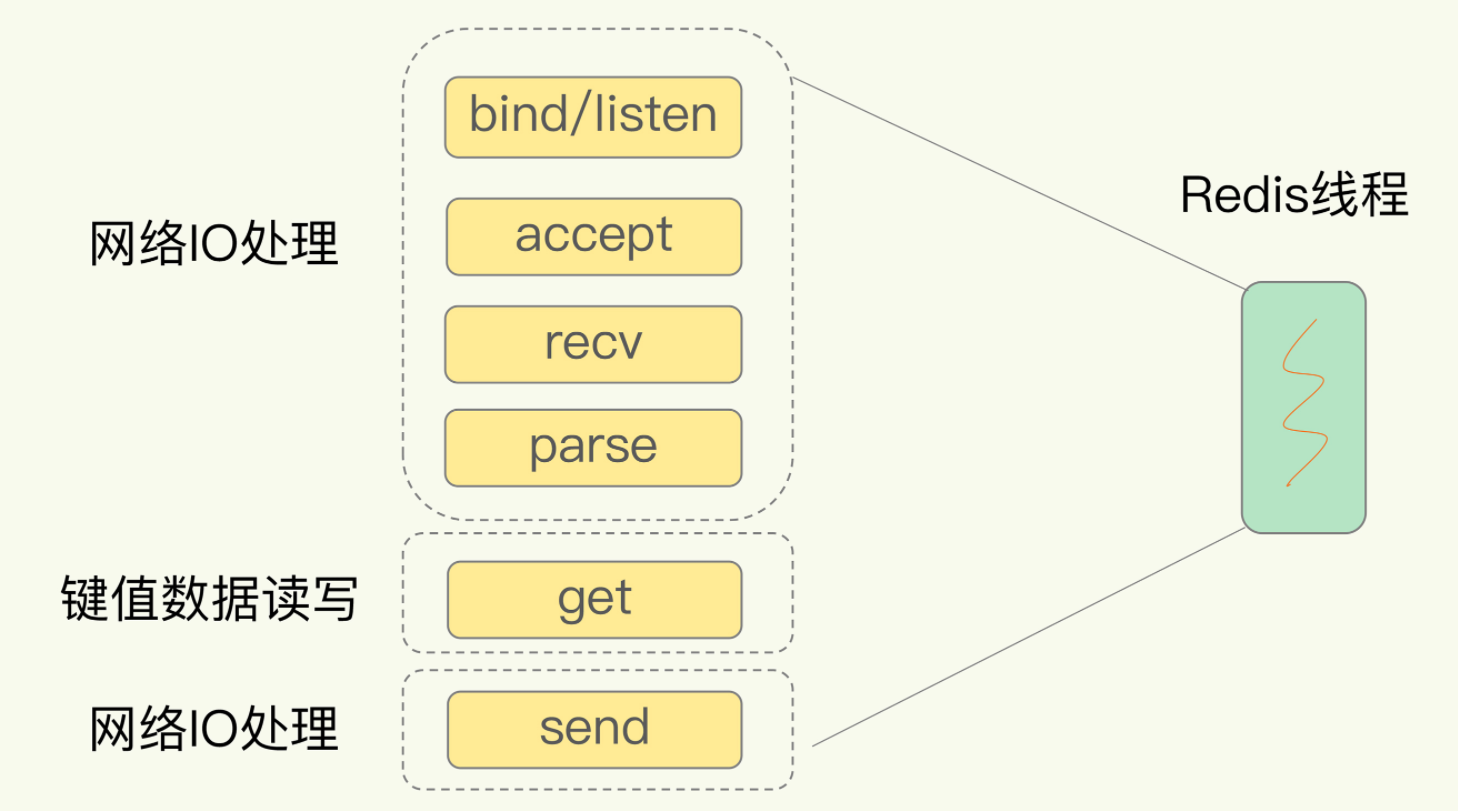 bind/listen
Redis线程
网络IO处理
accept
recv
parse
键值数据读写
get
网络IO处理
send